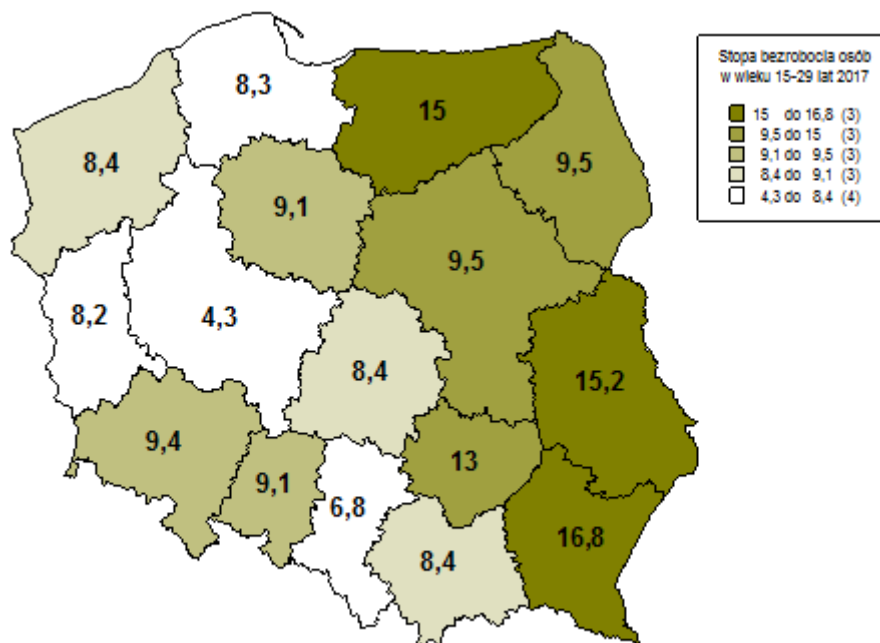 8,3
15
8,4
9,5
9,1
9,5
8,2
4,3
8,4
15,2
9,4
13
9,1
6,8
16,8
8,4
Stopa bezrobocia osób
w wieku 15-29 lat 2017
15 do 16,8 (3)
9,5 do 15 (3)
9,1 do 9,5 (3)
8,4 do 9,1 (3)
4,3 do 8,4 (4)